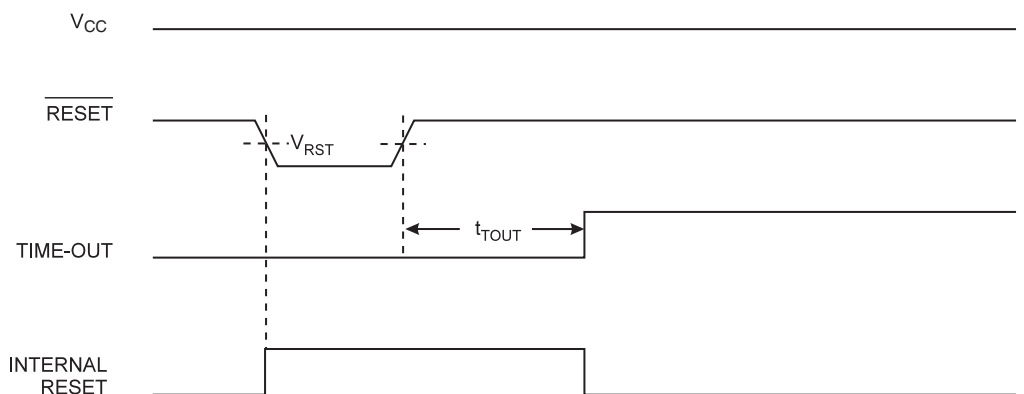 VCC
RESET
VRST
tTOUT
TIME-OUT
INTERNAL
RESET